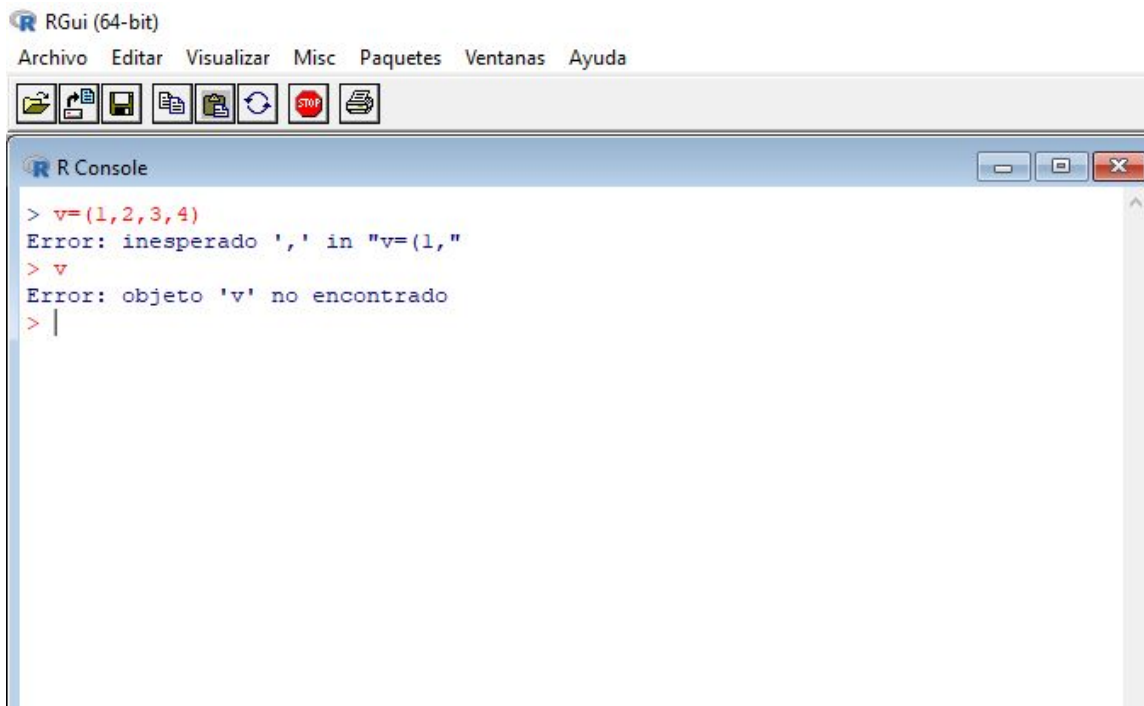 RGui (64-bit)
Archivo Editar Visualizar Misc Paquetes Ventanas Ayuda
STOP
R Console
> v=(1,2,3,4)
Error: inesperado ',' in "v=(1,"
> v
Error: objeto 'v' no encontrado
>